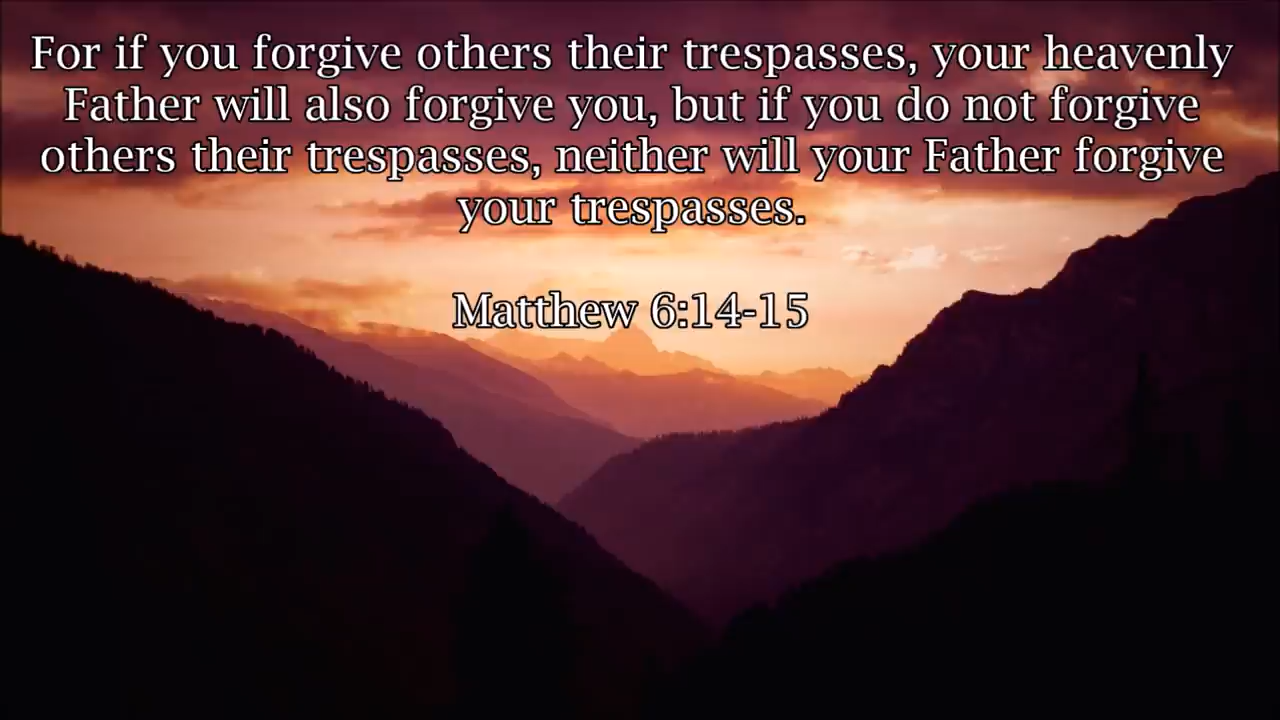 For if you forgive others their trespasses, your heavenly
Father will also forgive you, but if you do not forgive
others their trespasses, neither will your Father forgive
your trespasses.
Matthew 6:14-15